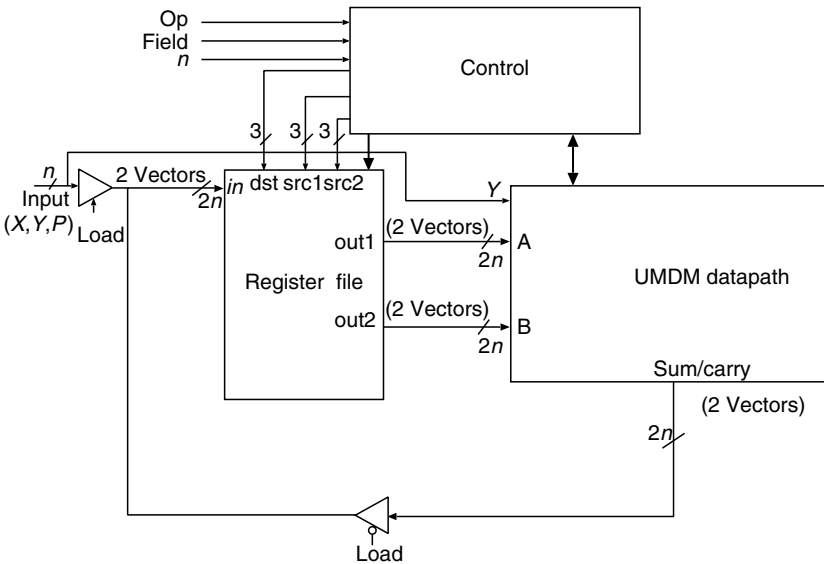 Op
Field
n
Control
3 3 3
n
2 Vectors
2n
in dst src1 src2
Y
Input
(X,Y,P)
Load
out1
(2 Vectors)
2n
A
Register file
UMDM datapath
out2
(2 Vectors)
2n
B
Sum/carry
(2 Vectors)
2n
Load